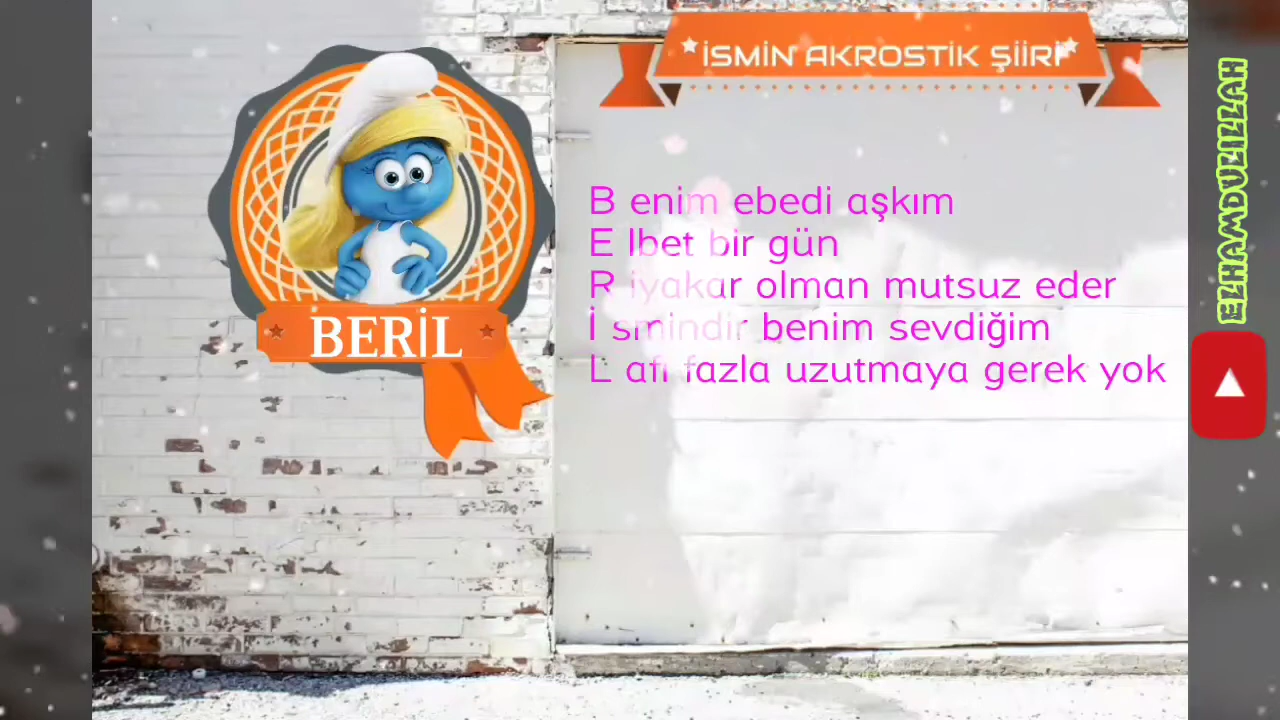 İSMİN AKROSTİK ŞİİRİ
BERİL
B enim ebedi aşkım
E lbet bir gün
R iyakar olman mutsuz eder
İ smindir benim sevdiğim
L afı fazla uzutmaya gerek yok
ELHAMDULILLAH